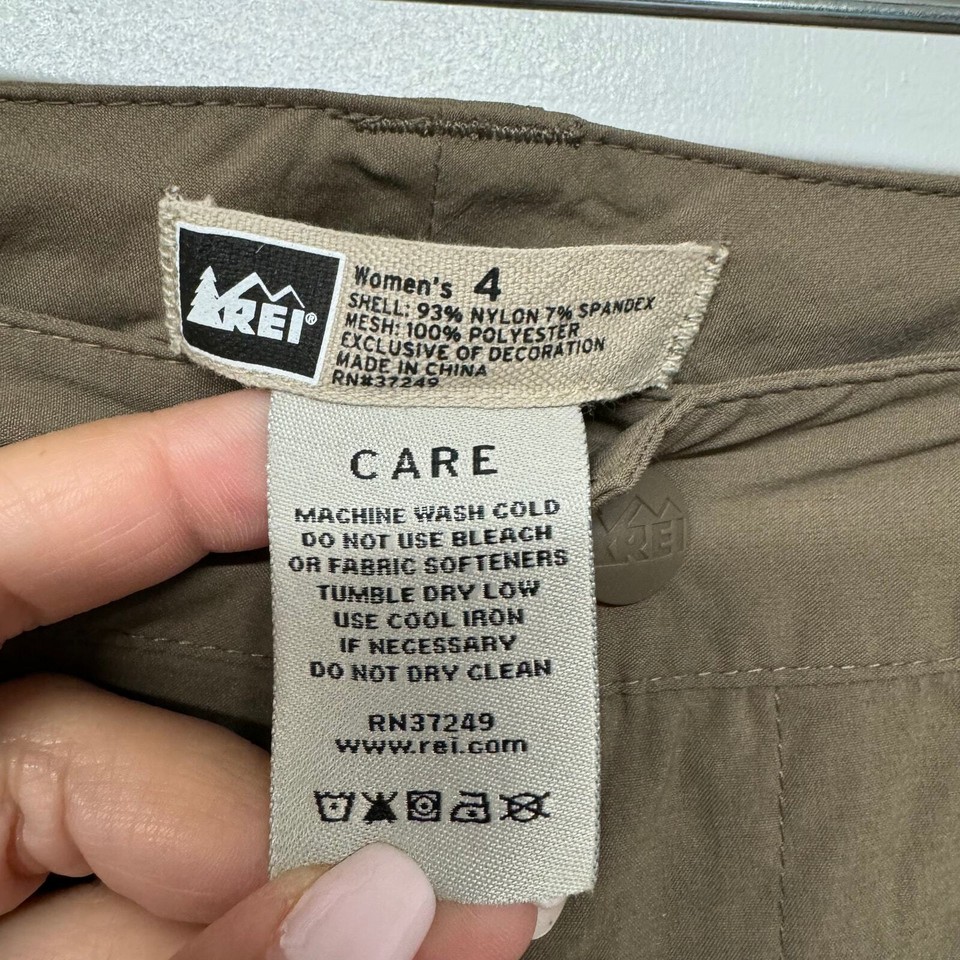 REI®
Women's 4
SHELL: 93% NYLON 7% SPANDEX
MESH: 100% POLYESTER
EXCLUSIVE OF DECORATION
MADE IN CHINA
RN#37249
CARE
MACHINE WASH COLD
DO NOT USE BLEACH
OR FABRIC SOFTENERS
TUMBLE DRY LOW
USE COOL IRON
IF NECESSARY
DO NOT DRY CLEAN
RN37249
www.rei.com
REI